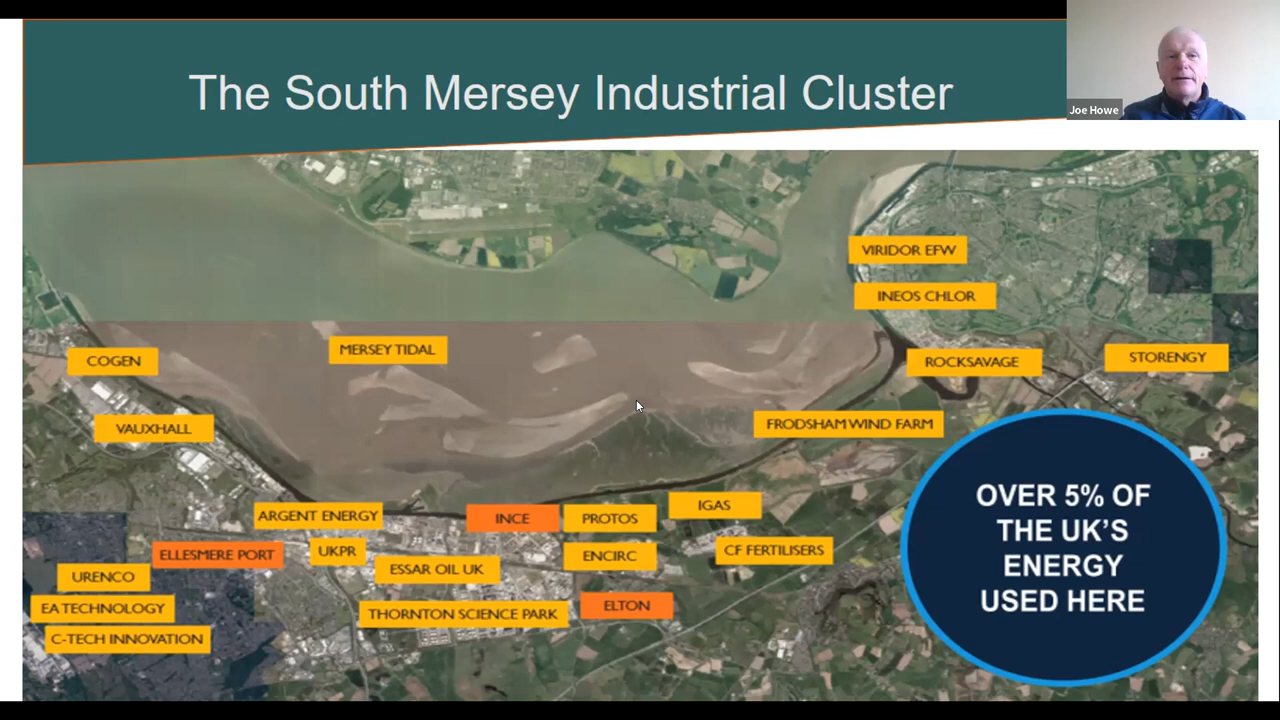 The South Mersey Industrial Cluster
Joe Howe
VIRIDOR EFW
INEOS CHLOR
MERSEY TIDAL
COGEN
ROCKSAVAGE
STORENGY
VAUXHALL
FRODSHAM WIND FARM
ARGENT ENERGY
INCE
PROTOS
IGAS
ELLESMERE PORT
UKPR
ENCIRC
CF FERTILISERS
URENCO
ESSAR OIL UK
EA TECHNOLOGY
THORNTON SCIENCE PARK
ELTON
C-TECH INNOVATION
OVER 5% OF
THE UK'S
ENERGY
USED HERE